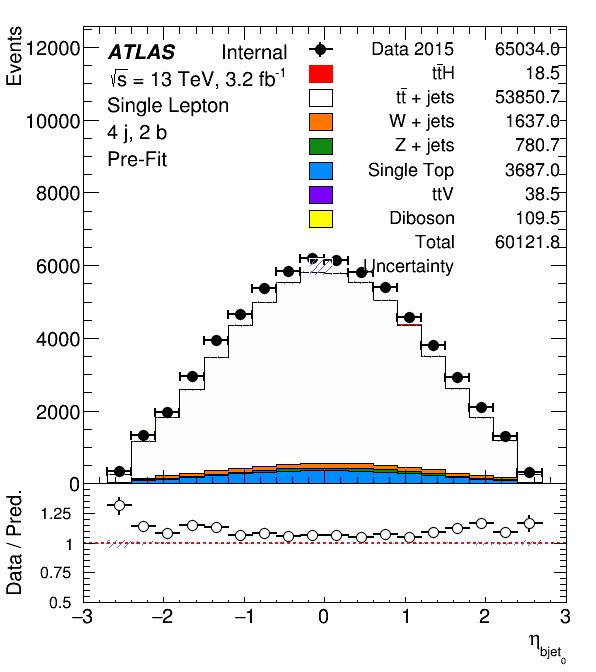 Events
12000
10000
8000
6000
4000
2000
0
ATLAS Internal
√s = 13 TeV, 3.2 fb⁻¹
Single Lepton
4 j, 2 b
Pre-Fit
Data 2015 65034.0
tt̄H 18.5
tt̄ + jets 53850.7
W + jets 1637.0
Z + jets 780.7
Single Top 3687.0
ttV 38.5
Diboson 109.5
Total 60121.8
Uncertainty
Data / Pred.
1.25
1
0.75
0.5
−3 −2 −1 0 1 2 3
η_bjet₀